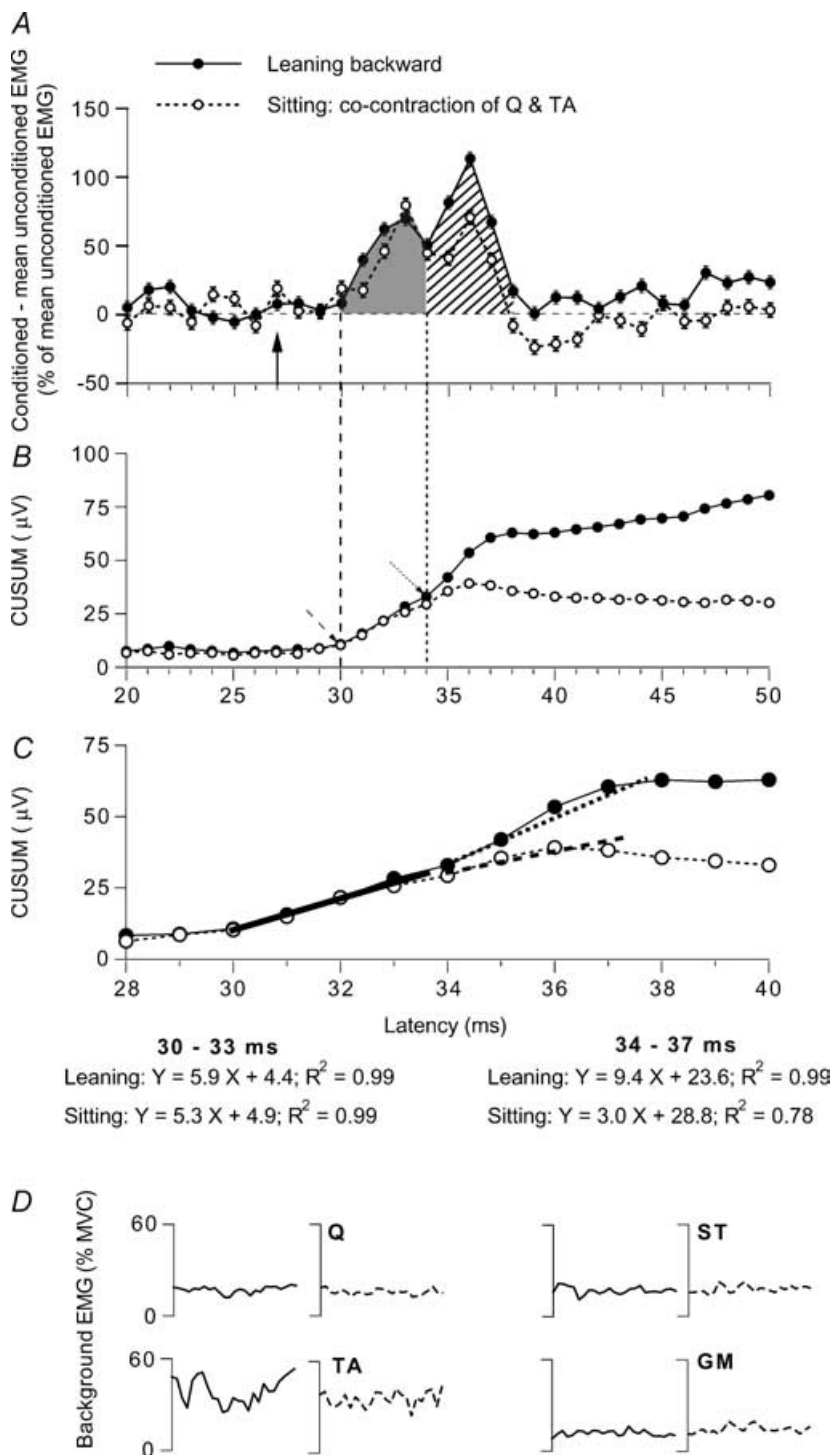 A
Leaning backward
Sitting: co-contraction of Q & TA
Conditioned - mean unconditioned EMG
(% of mean unconditioned EMG)
150
100
50
0
-50
B
CUSUM ( μV)
100
75
50
25
0
20 25 30 35 40 45 50
C
CUSUM ( μV)
75
50
25
0
28 30 32 34 36 38 40
Latency (ms)
30 - 33 ms
Leaning: Y = 5.9 X + 4.4; R² = 0.99
Sitting: Y = 5.3 X + 4.9; R² = 0.99
34 - 37 ms
Leaning: Y = 9.4 X + 23.6; R² = 0.99
Sitting: Y = 3.0 X + 28.8; R² = 0.78
D
Background EMG (% MVC)
60
0
Q
ST
60
0
TA
GM